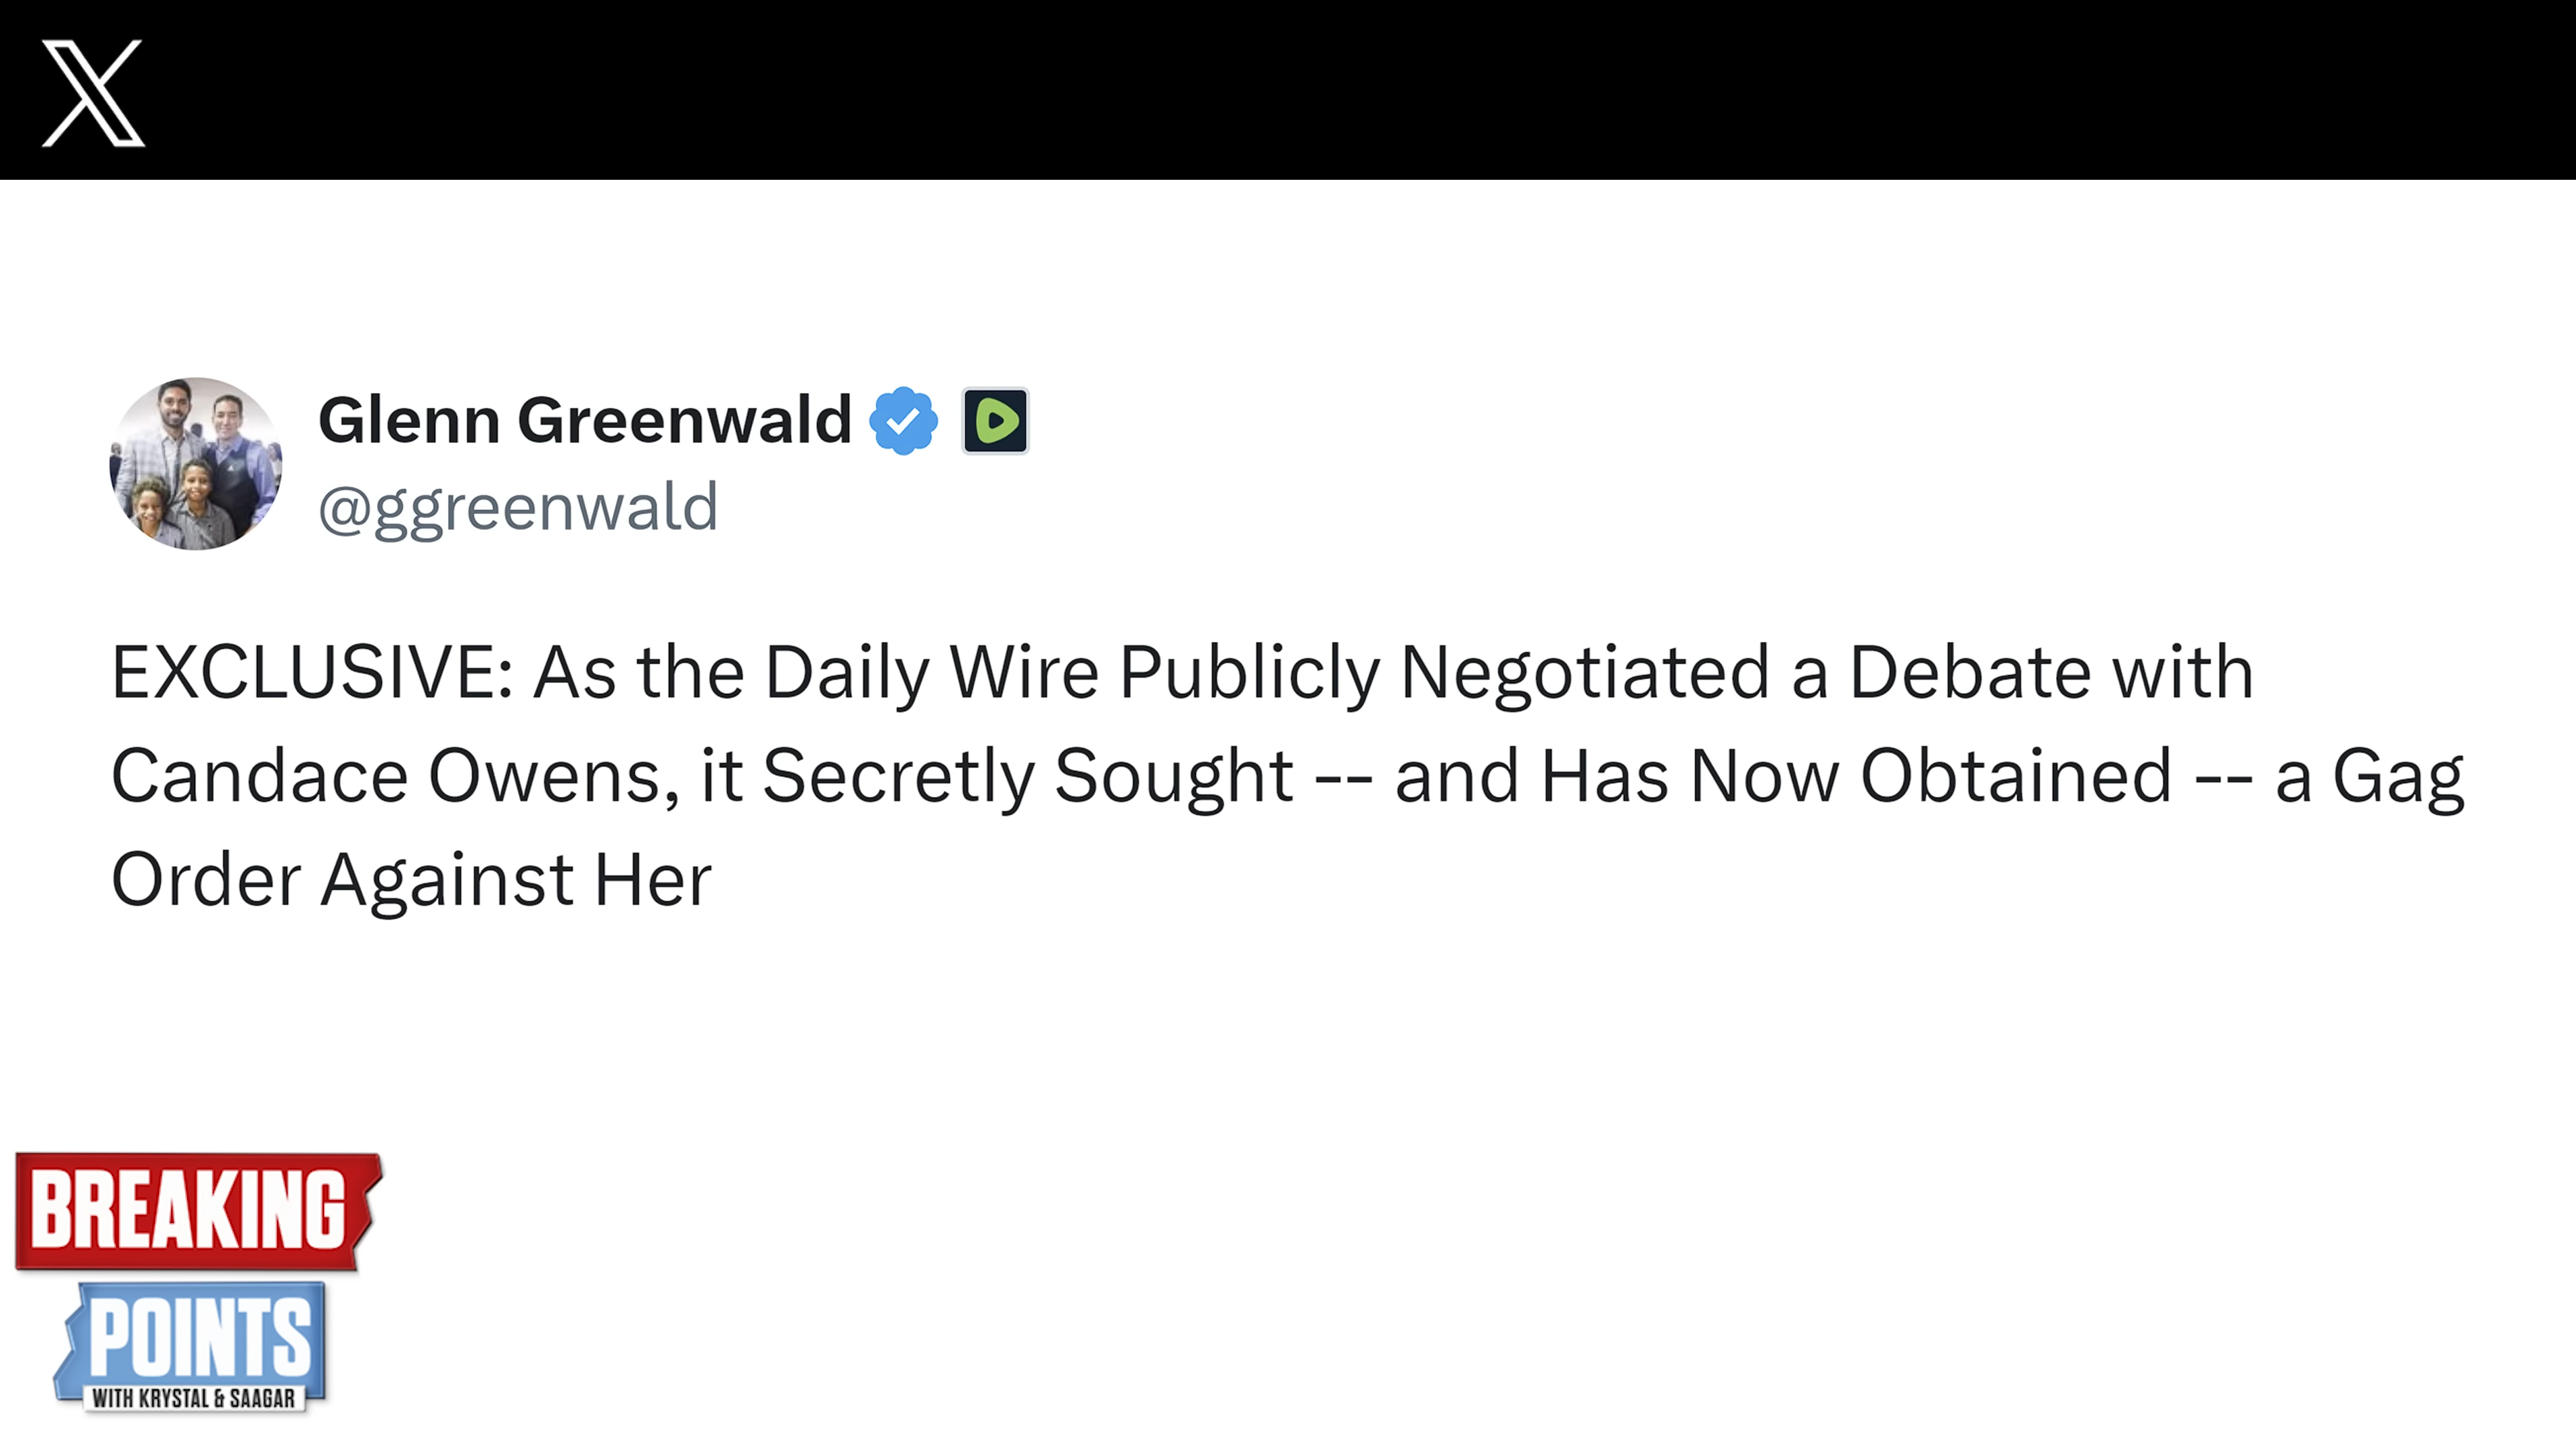 Glenn Greenwald
@ggreenwald
EXCLUSIVE: As the Daily Wire Publicly Negotiated a Debate with
Candace Owens, it Secretly Sought -- and Has Now Obtained -- a Gag
Order Against Her
BREAKING
POINTS
WITH KRYSTAL & SAAGAR